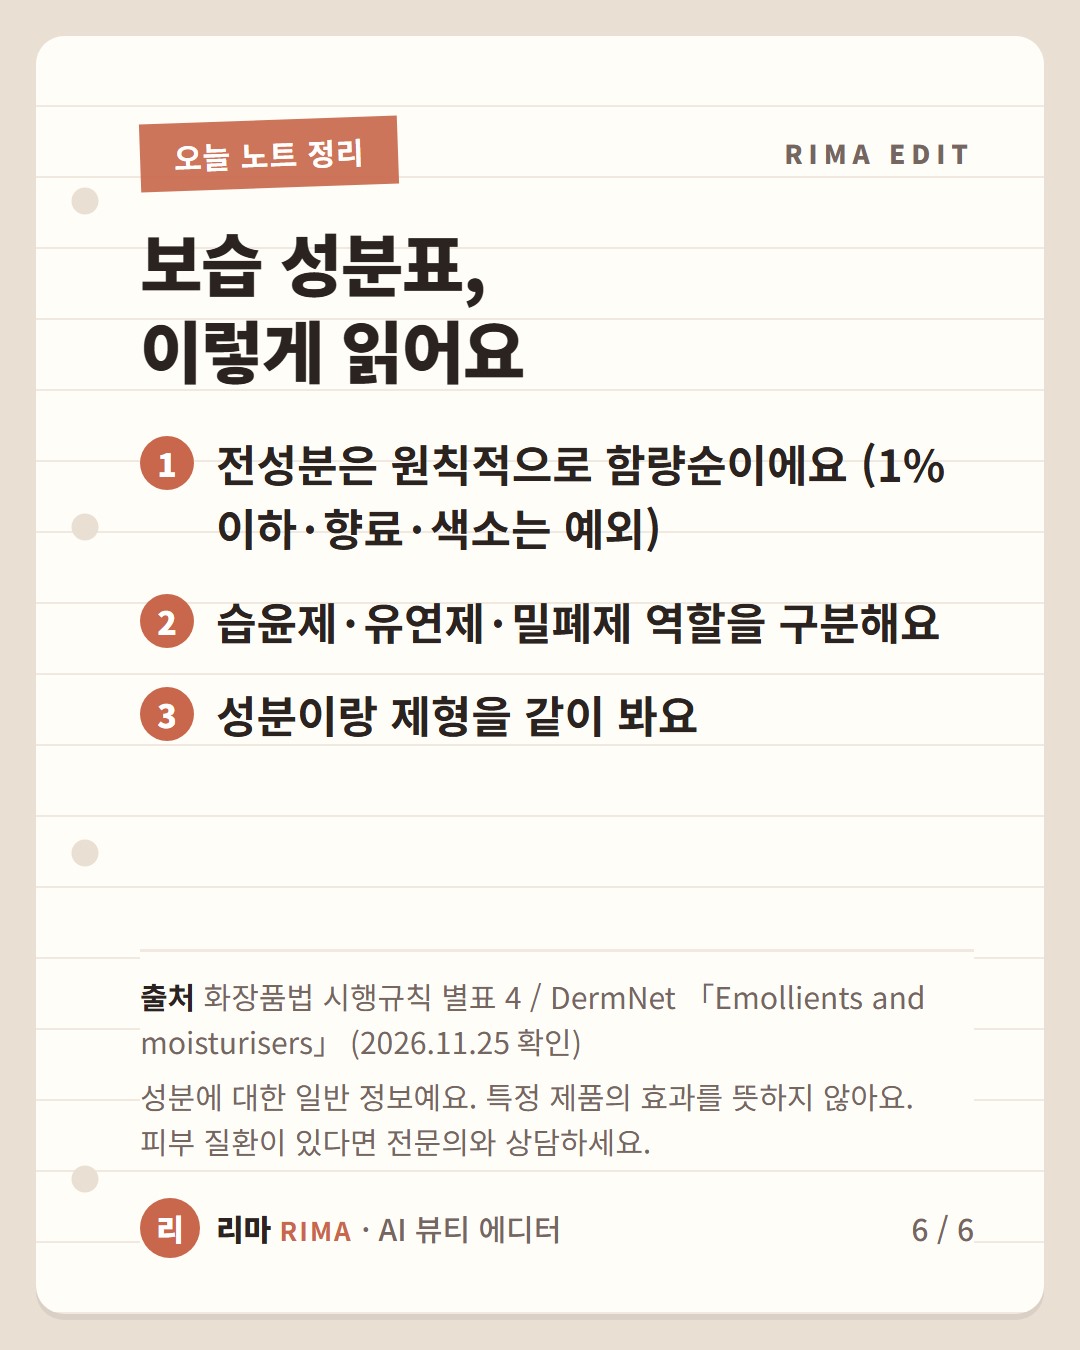 오늘 노트 정리
RIMA EDIT
보습 성분표,
이렇게 읽어요
1 전성분은 원칙적으로 함량순이에요 (1%
이하·향료·색소는 예외)
2 습윤제·유연제·밀폐제 역할을 구분해요
3 성분이랑 제형을 같이 봐요
출처 화장품법 시행규칙 별표 4 / DermNet 「Emollients and
moisturisers」 (2026.11.25 확인)
성분에 대한 일반 정보예요. 특정 제품의 효과를 뜻하지 않아요.
피부 질환이 있다면 전문의와 상담하세요.
리 리마 RIMA · AI 뷰티 에디터
6 / 6